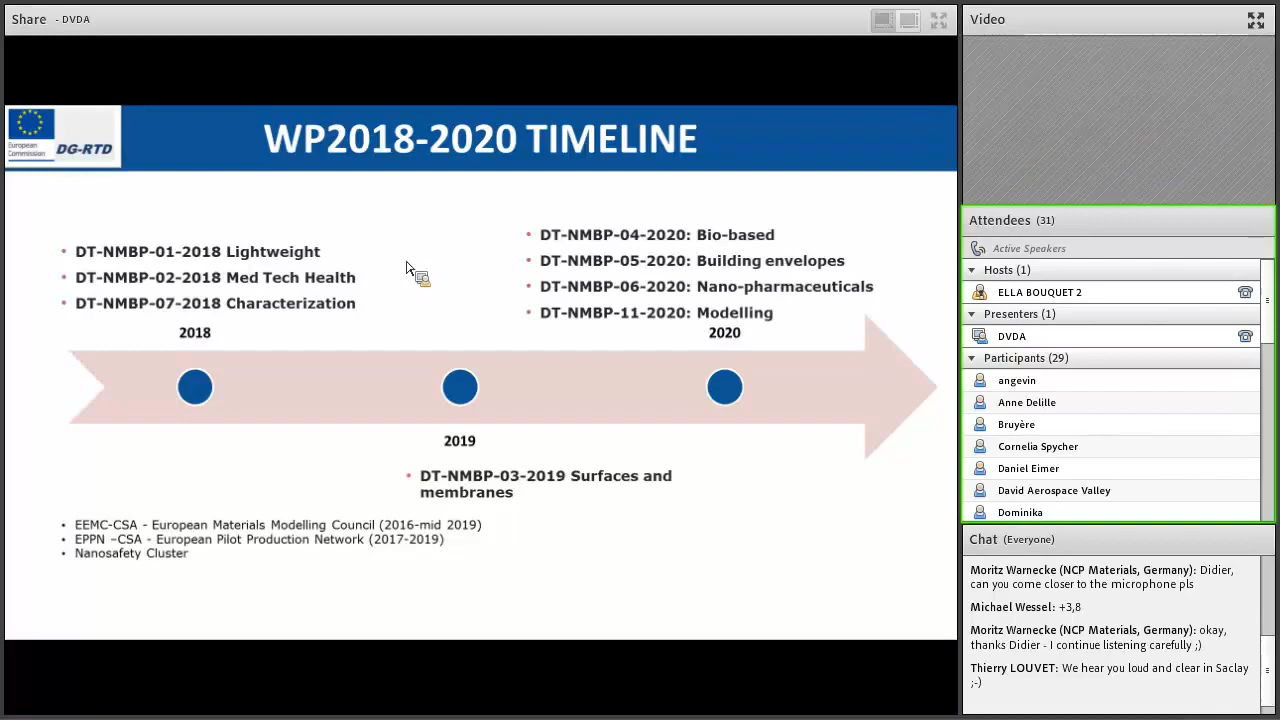 Share - DVDA
European
Commission
DG-RTD
WP2018-2020 TIMELINE
• DT-NMBP-01-2018 Lightweight
• DT-NMBP-02-2018 Med Tech Health
• DT-NMBP-07-2018 Characterization
2018
• DT-NMBP-04-2020: Bio-based
• DT-NMBP-05-2020: Building envelopes
• DT-NMBP-06-2020: Nano-pharmaceuticals
• DT-NMBP-11-2020: Modelling
2020
2019
• DT-NMBP-03-2019 Surfaces and
membranes
• EEMC-CSA - European Materials Modelling Council (2016-mid 2019)
• EPPN –CSA - European Pilot Production Network (2017-2019)
• Nanosafety Cluster
Video
Attendees (31)
Active Speakers
Hosts (1)
ELLA BOUQUET 2
Presenters (1)
DVDA
Participants (29)
angevin
Anne Delille
Bruyère
Cornelia Spycher
Daniel Eimer
David Aerospace Valley
Dominika
Chat (Everyone)
Moritz Warnecke (NCP Materials, Germany): Didier,
can you come closer to the microphone pls
Michael Wessel: +3,8
Moritz Warnecke (NCP Materials, Germany): okay,
thanks Didier - I continue listening carefully ;)
Thierry LOUVET: We hear you loud and clear in Saclay
;-)